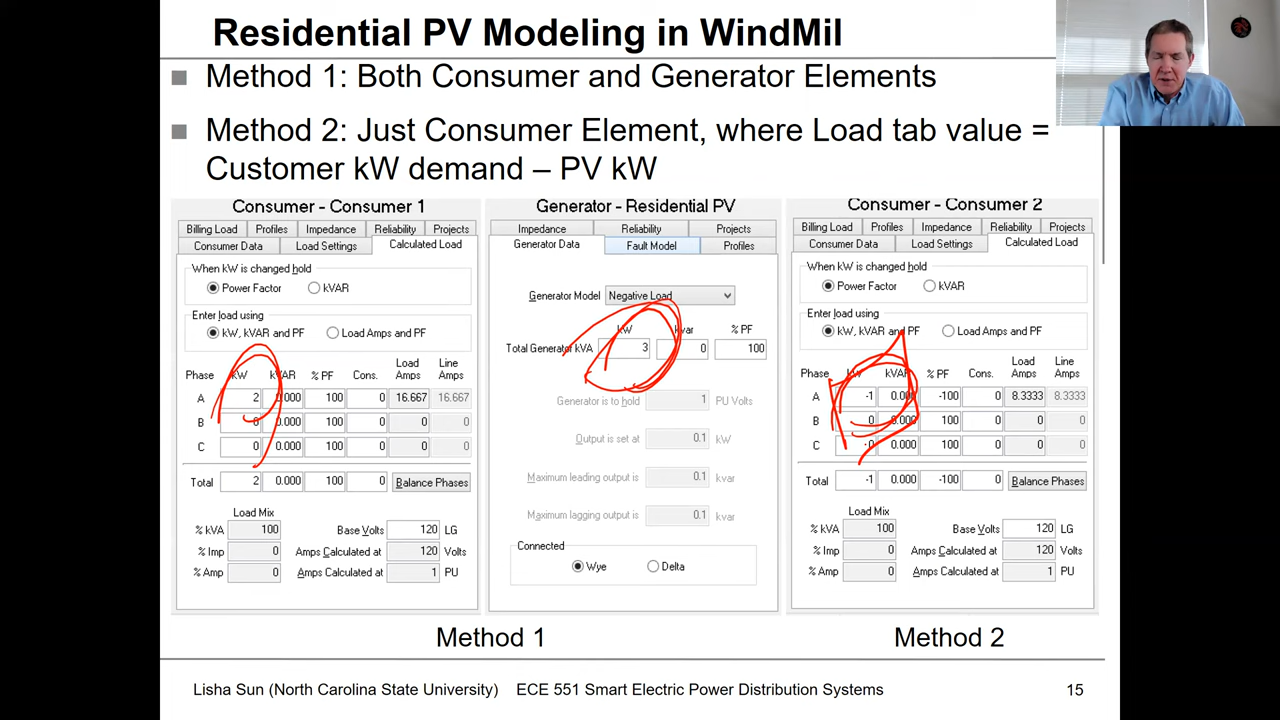 Residential PV Modeling in WindMil
Method 1: Both Consumer and Generator Elements
Method 2: Just Consumer Element, where Load tab value =
Customer kW demand – PV kW
Consumer - Consumer 1
Billing Load Profiles Impedance Reliability Projects
Consumer Data Load Settings Calculated Load
When kW is changed hold
Power Factor kVAR
Enter load using
kW, KVAR and PF Load Amps and PF
Phase kW kVAR % PF Cons. Load Amps Line Amps
A 2 0.000 100 0 16.667 16.667
B 0 0.000 100 0 0 0
C 0 0.000 100 0 0 0
Total 2 0.000 100 0 Balance Phases
Load Mix
% kVA 100 Base Volts 120 LG
% Imp 0 Amps Calculated at 120 Volts
% Amp 0 Amps Calculated at 1 PU
Generator - Residential PV
Impedance Reliability Projects
Generator Data Fault Model Profiles
Generator Model Negative Load
kW kvar % PF
Total Generator kVA 3 0 100
Generator is to hold 1 PU Volts
Output is set at 0.1 kW
Maximum leading output is 0.1 kvar
Maximum lagging output is 0.1 kvar
Connected
Wye Delta
Consumer - Consumer 2
Billing Load Profiles Impedance Reliability Projects
Consumer Data Load Settings Calculated Load
When kW is changed hold
Power Factor kVAR
Enter load using
kW, KVAR and PF Load Amps and PF
Phase kW kVAR % PF Cons. Load Amps Line Amps
A -1 0.000 -100 0 8.3333 8.3333
B 0 0.000 100 0 0 0
C 0 0.000 100 0 0 0
Total -1 0.000 -100 0 Balance Phases
Load Mix
% kVA 100 Base Volts 120 LG
% Imp 0 Amps Calculated at 120 Volts
% Amp 0 Amps Calculated at 1 PU
Method 1
Method 2
Lisha Sun (North Carolina State University) ECE 551 Smart Electric Power Distribution Systems 15